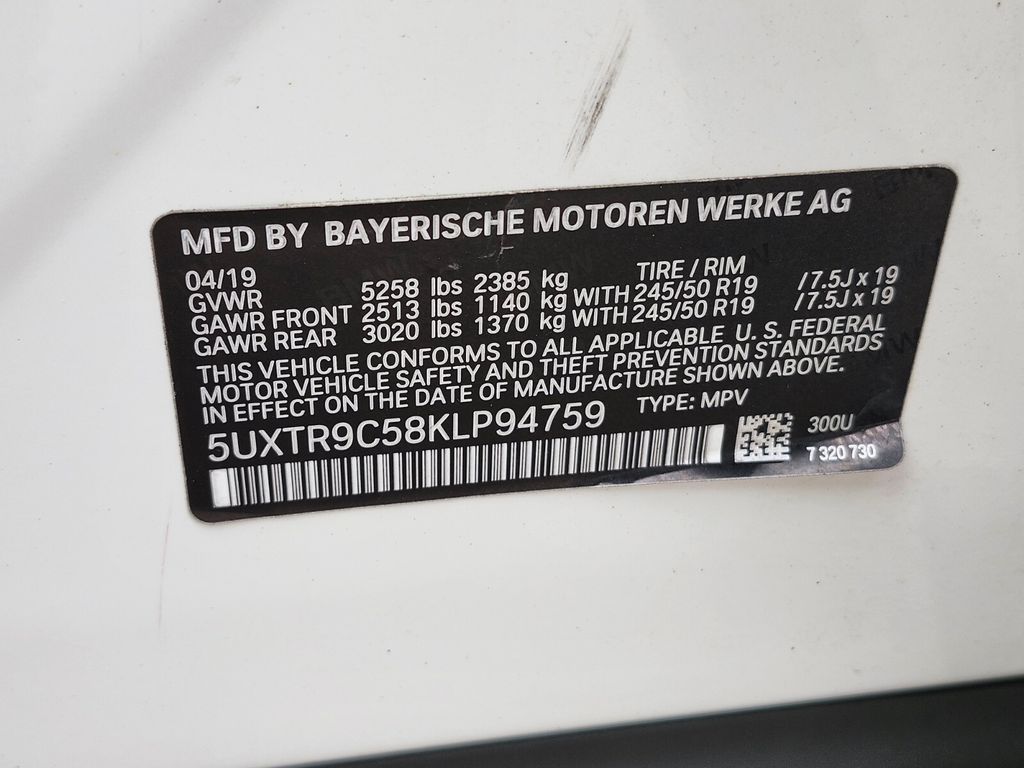 MFD BY BAYERISCHE MOTOREN WERKE AG
04/19 TIRE / RIM
GVWR 5258 lbs 2385 kg
GAWR FRONT 2513 lbs 1140 kg WITH 245/50 R19 / 7.5J x 19
GAWR REAR 3020 lbs 1370 kg WITH 245/50 R19 / 7.5J x 19
THIS VEHICLE CONFORMS TO ALL APPLICABLE U. S. FEDERAL
MOTOR VEHICLE SAFETY AND THEFT PREVENTION STANDARDS
IN EFFECT ON THE DATE OF MANUFACTURE SHOWN ABOVE.
5UXTR9C58KLP94759 TYPE: MPV
300U
7 320 730